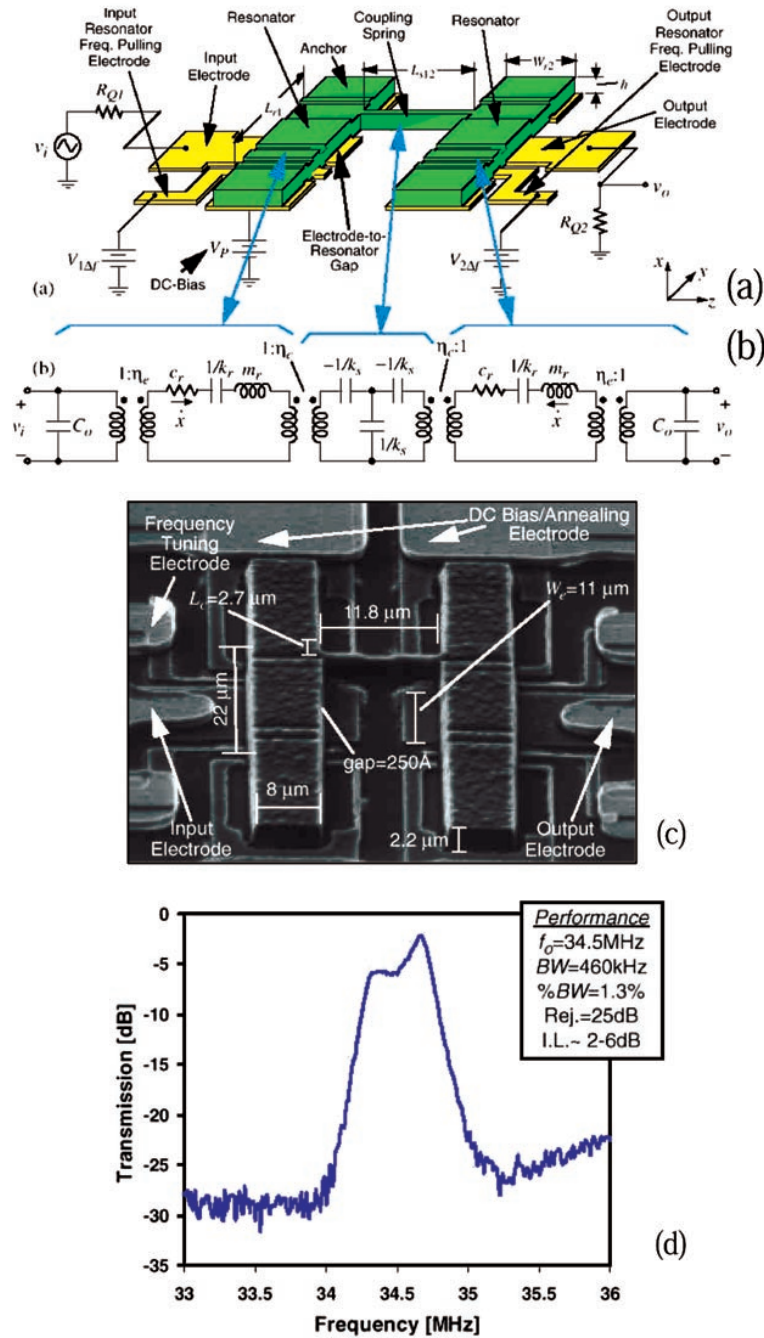 Input
Resonator
Freq. Pulling
Electrode
Input
Electrode
Resonator
Anchor
Coupling
Spring
Resonator
Output
Resonator
Freq. Pulling
Electrode
Output
Electrode
L_r1
L_s12
W_r2
h
R_Q1
v_i
V_1Δf
V_P
DC-Bias
Electrode-to-
Resonator
Gap
V_2Δf
R_Q2
v_o
x
y
z
(a)
(a)
(b)
(b)
1:η_e
c_r
1/k_r
m_r
1:η_c
-1/k_s
-1/k_s
η_c:1
c_r
1/k_r
m_r
η_e:1
+
v_i
−
C_o
ẋ
1/k_s
ẋ
C_o
+
v_o
−
Frequency
Tuning
Electrode
DC Bias/Annealing
Electrode
L_c=2.7 μm
11.8 μm
W_e=11 μm
22 μm
gap=250Å
8 μm
2.2 μm
Input
Electrode
Output
Electrode
(c)
Performance
f_o=34.5MHz
BW=460kHz
%BW=1.3%
Rej.=25dB
I.L.~ 2-6dB
0
-5
-10
-15
-20
-25
-30
-35
Transmission [dB]
33 33.5 34 34.5 35 35.5 36
Frequency [MHz]
(d)